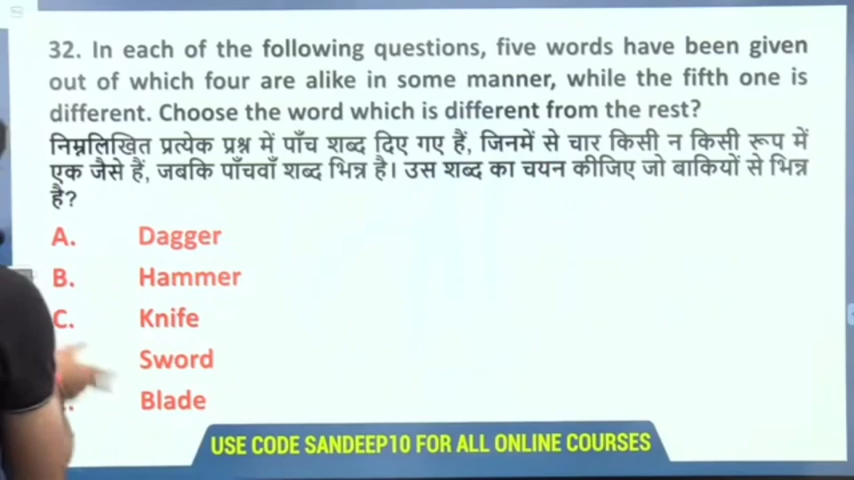 32. In each of the following questions, five words have been given
out of which four are alike in some manner, while the fifth one is
different. Choose the word which is different from the rest?
निम्नलिखित प्रत्येक प्रश्न में पाँच शब्द दिए गए हैं, जिनमें से चार किसी न किसी रूप में
एक जैसे हैं, जबकि पाँचवाँ शब्द भिन्न है। उस शब्द का चयन कीजिए जो बाकियों से भिन्न
है?
A. Dagger
B. Hammer
C. Knife
Sword
Blade
USE CODE SANDEEP10 FOR ALL ONLINE COURSES